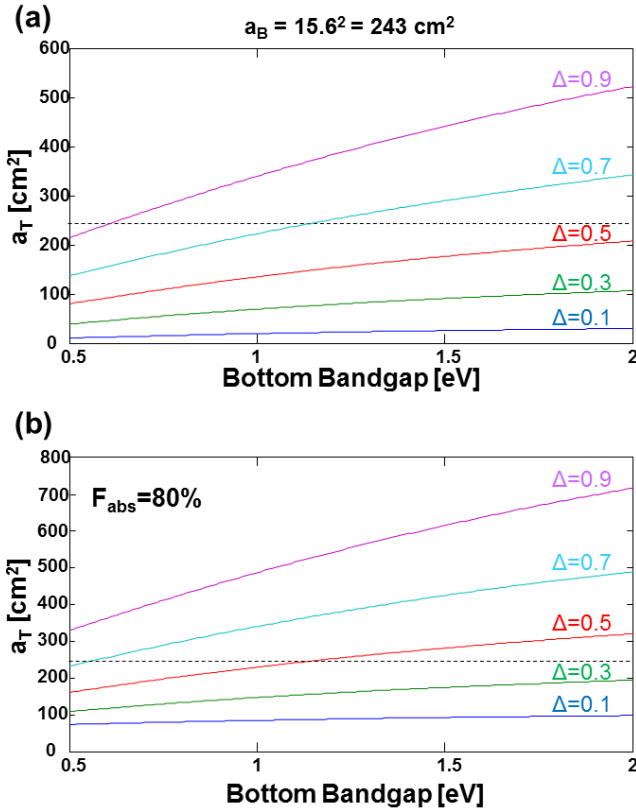 (a)
a_B = 15.6² = 243 cm²
600
500
400
300
200
100
0
a_T [cm²]
Δ=0.9
Δ=0.7
Δ=0.5
Δ=0.3
Δ=0.1
0.5 1 1.5 2
Bottom Bandgap [eV]
(b)
800
700
600
500
400
300
200
100
0
a_T [cm²]
F_abs=80%
Δ=0.9
Δ=0.7
Δ=0.5
Δ=0.3
Δ=0.1
0.5 1 1.5 2
Bottom Bandgap [eV]